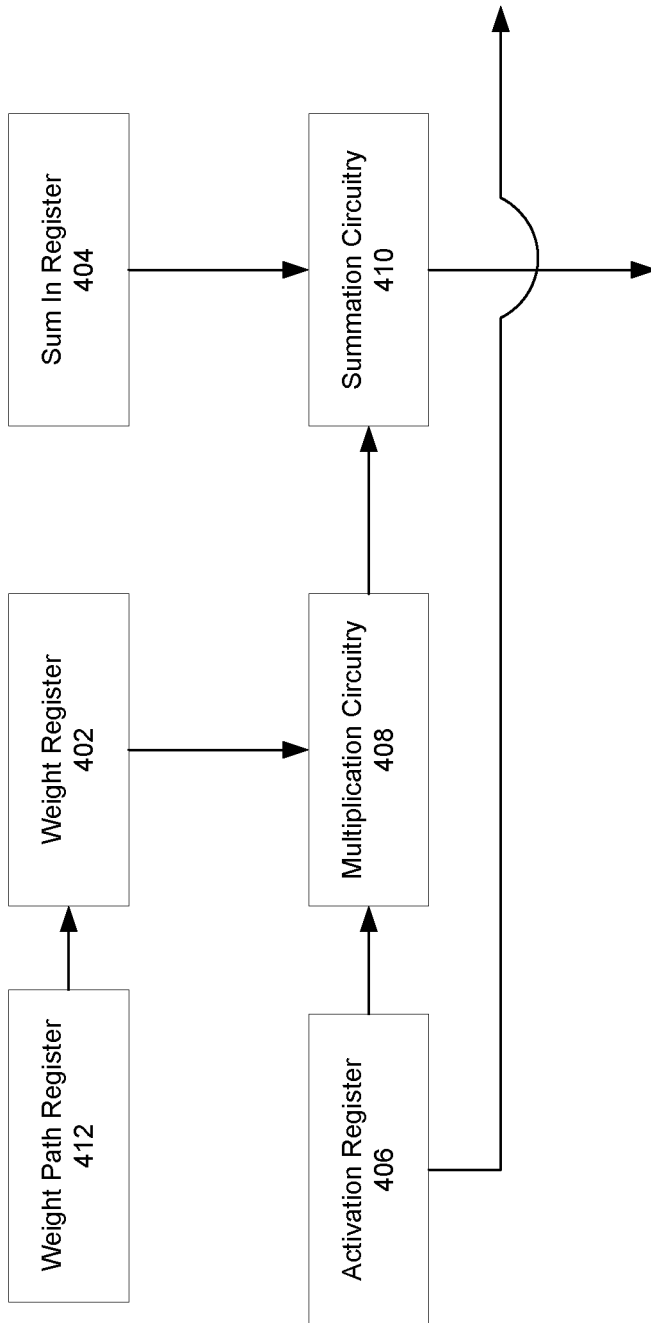 Weight Path Register
412
Weight Register
402
Sum In Register
404
Activation Register
406
Multiplication Circuitry
408
Summation Circuitry
410